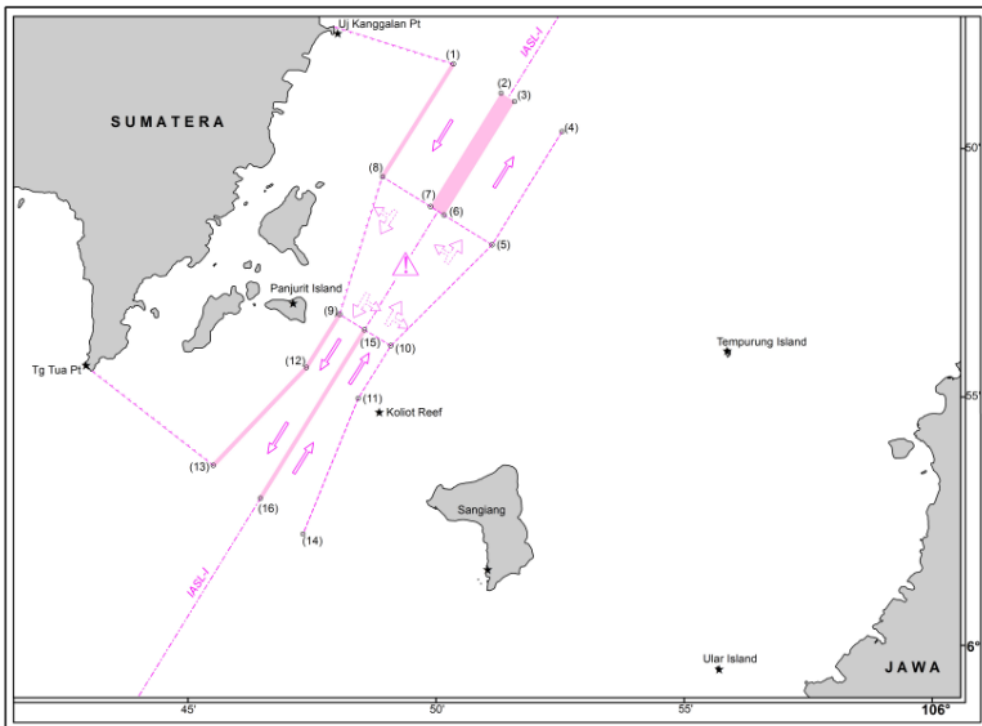 Uj Kanggalan Pt
IASL-I
(1)
(2)
(3)
SUMATERA
(4)
50'
(8)
(7)
(6)
(5)
!
Panjurit Island
(9)
(15)
(10)
Tempurung Island
Tg Tua Pt
(12)
55'
(11)
Koliot Reef
(13)
(16)
Sangiang
(14)
IASL-I
6°
Ular Island
JAWA
45'
50'
55'
106°